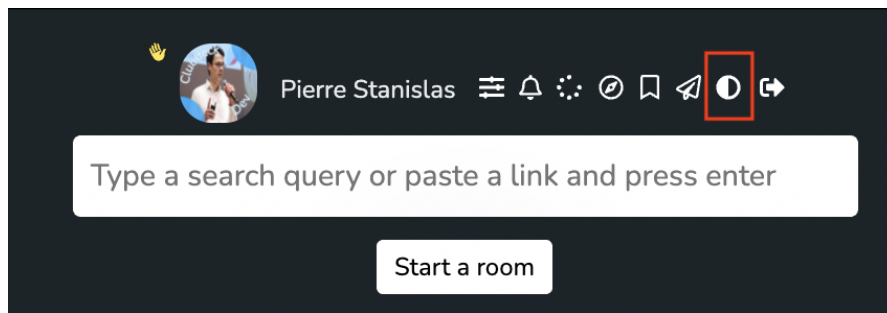 Pierre Stanislas
Type a search query or paste a link and press enter
Start a room